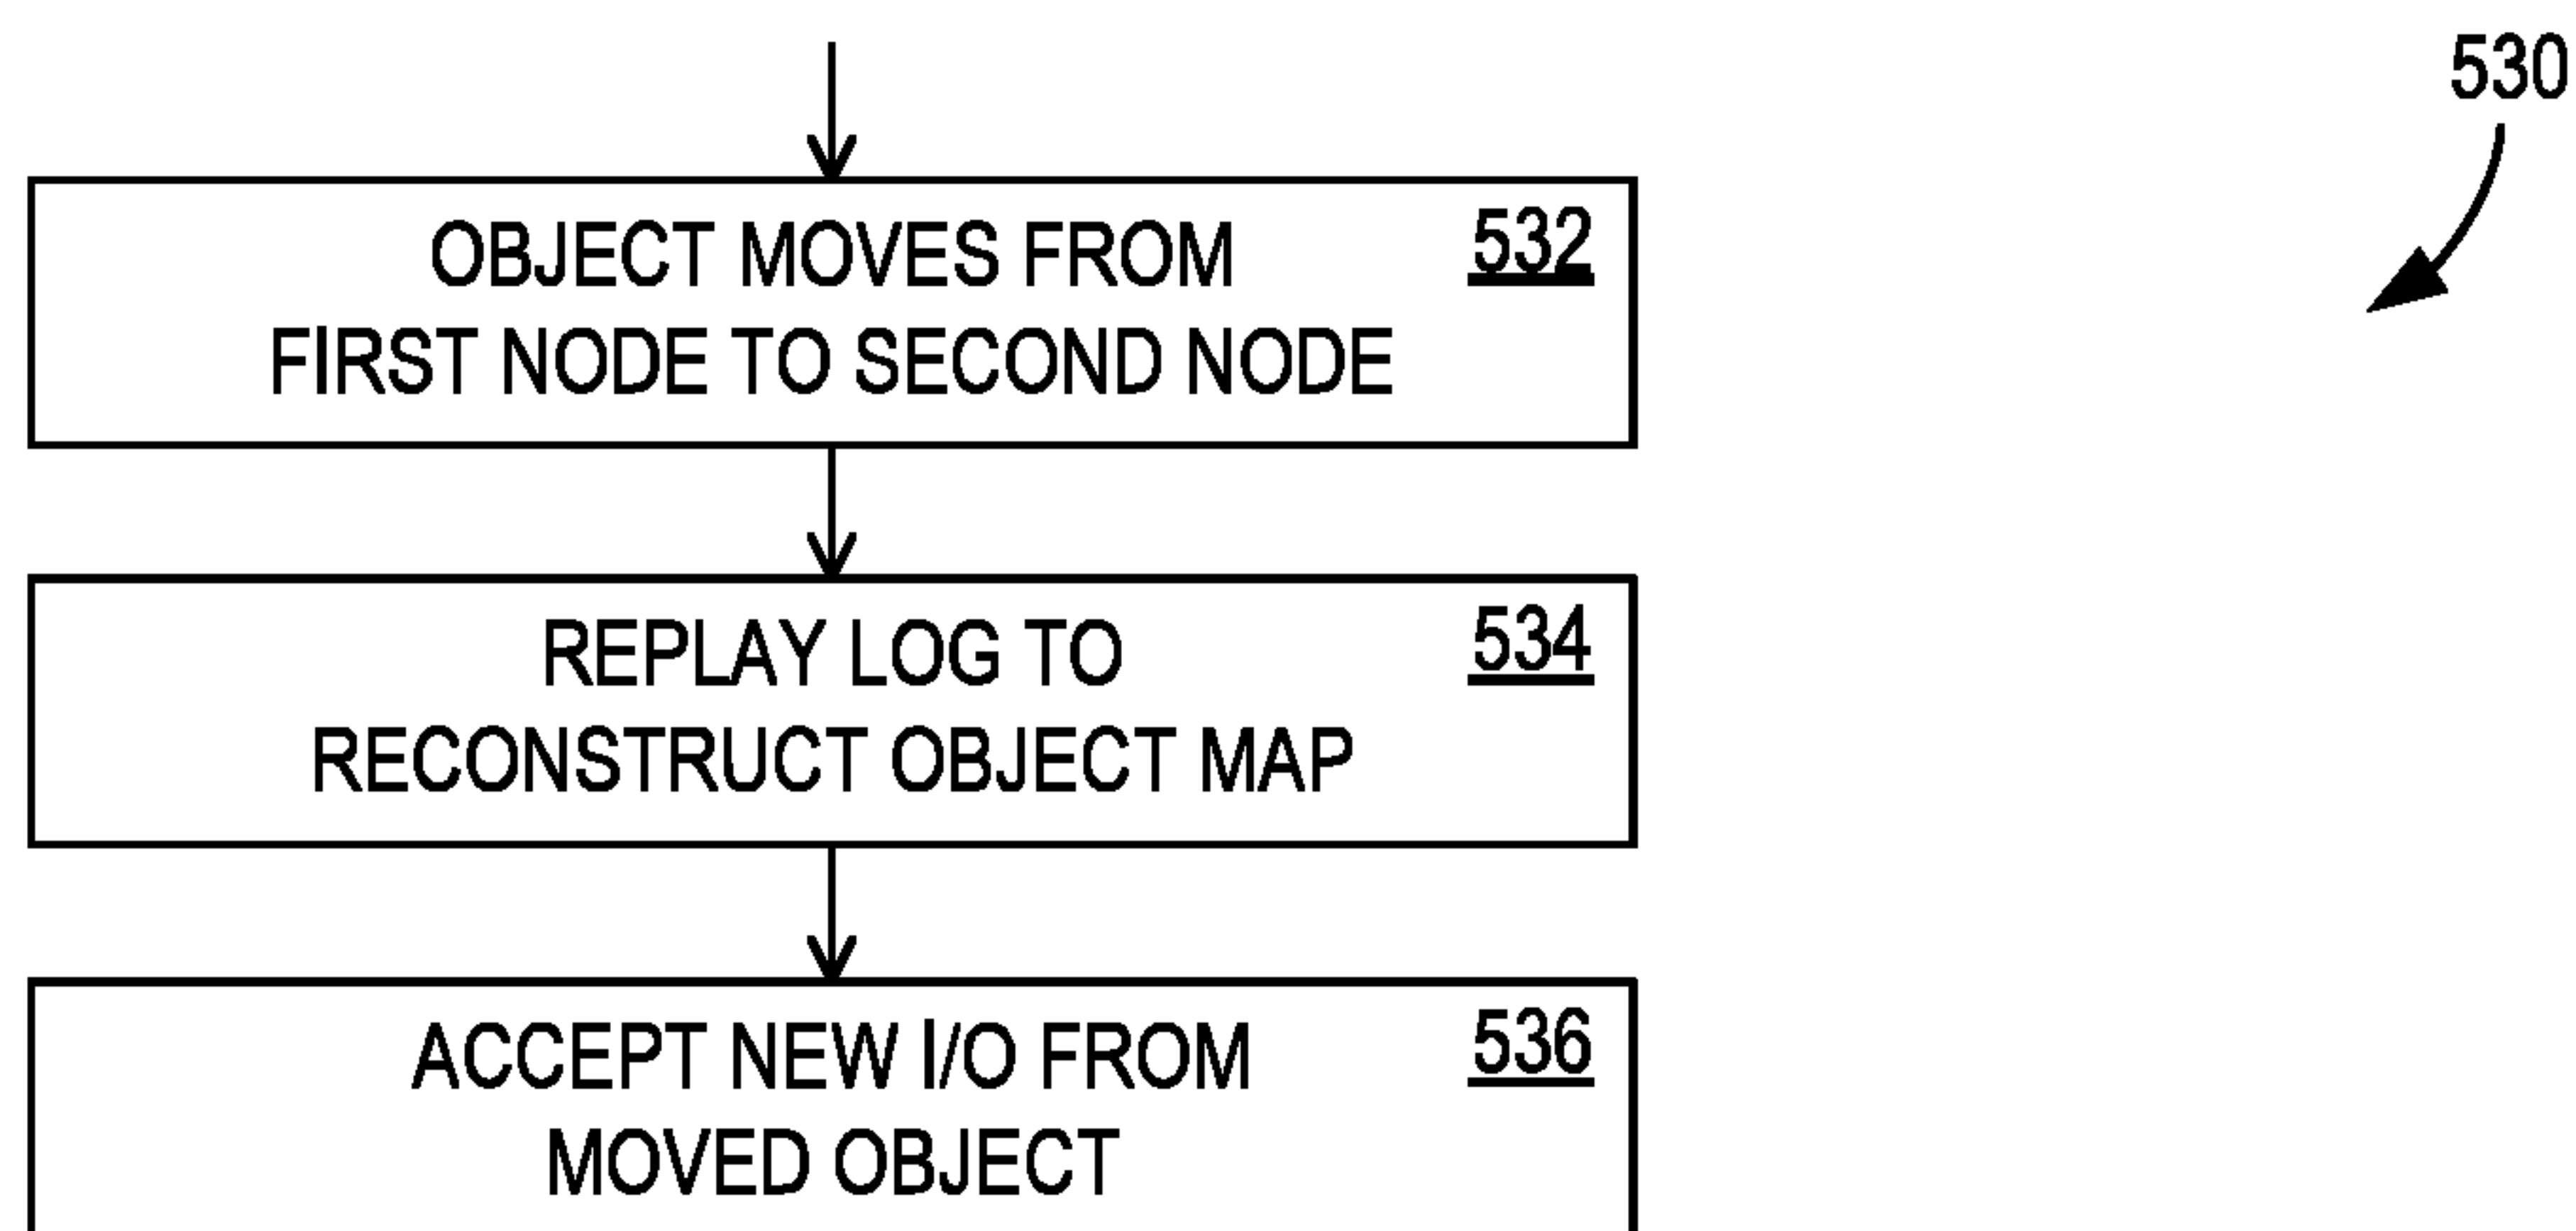 530
OBJECT MOVES FROM 532
FIRST NODE TO SECOND NODE
REPLAY LOG TO 534
RECONSTRUCT OBJECT MAP
ACCEPT NEW I/O FROM 536
MOVED OBJECT